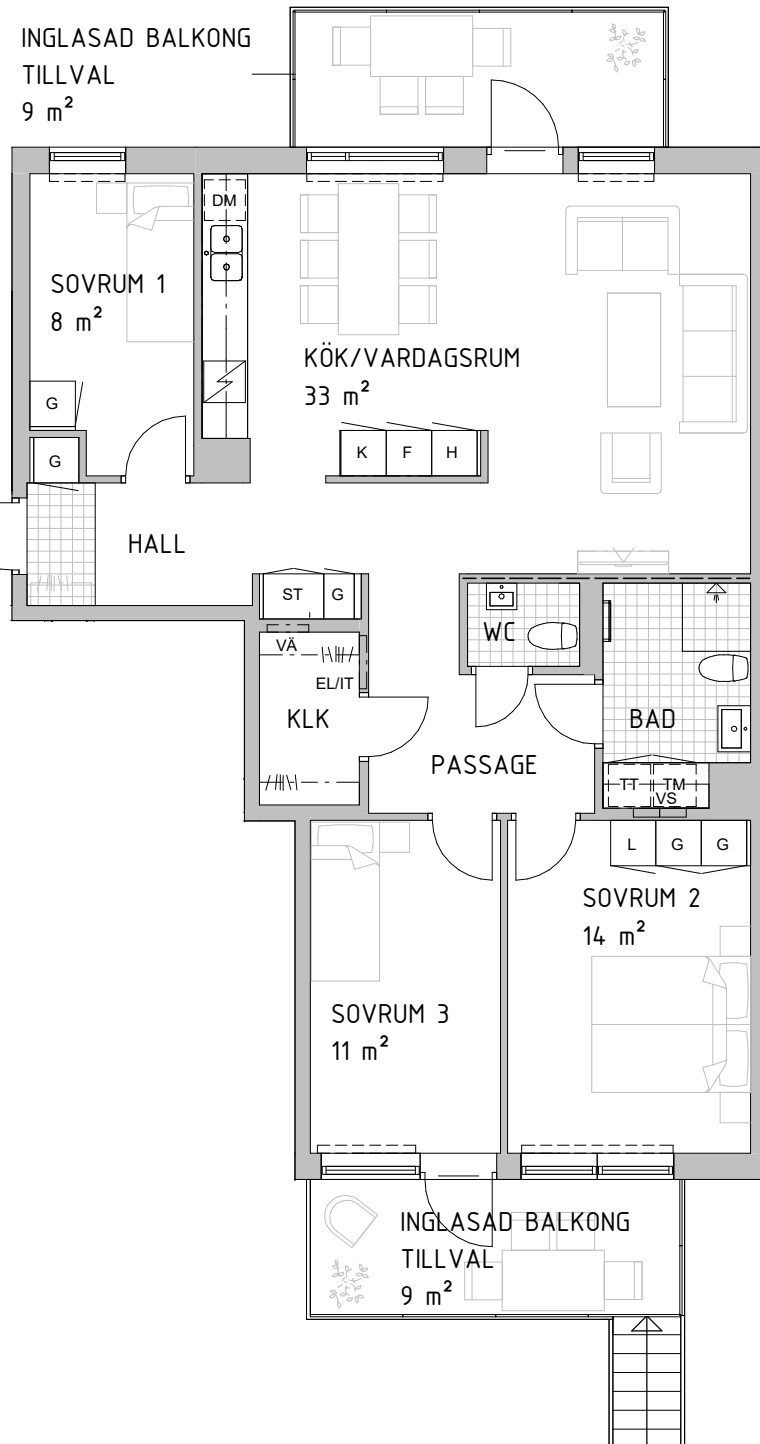 INGLASAD BALKONG
TILLVAL
9 m²
DM
SOVRUM 1
8 m²
KÖK/VARDAGSRUM
33 m²
G
G
K F H
HALL
ST G
WC
VÄ
EL/IT
KLK
BAD
PASSAGE
TT TM
VS
L G G
SOVRUM 2
14 m²
SOVRUM 3
11 m²
INGLASAD BALKONG
TILLVAL
9 m²